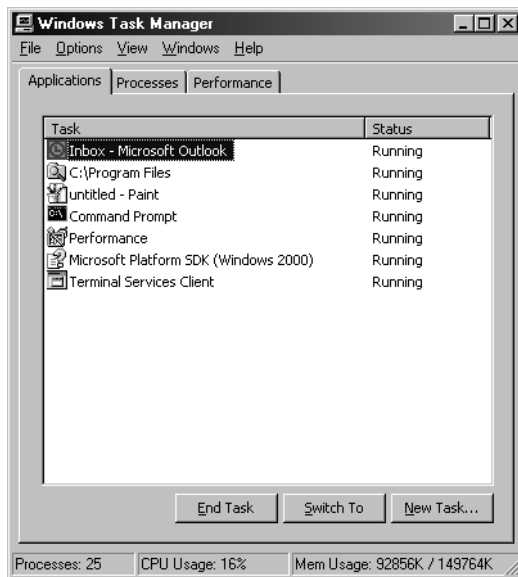 Windows Task Manager
File Options View Windows Help
Applications Processes Performance
Task Status
Inbox - Microsoft Outlook Running
C:\Program Files Running
untitled - Paint Running
Command Prompt Running
Performance Running
Microsoft Platform SDK (Windows 2000) Running
Terminal Services Client Running
End Task Switch To New Task...
Processes: 25 CPU Usage: 16% Mem Usage: 92856K / 149764K